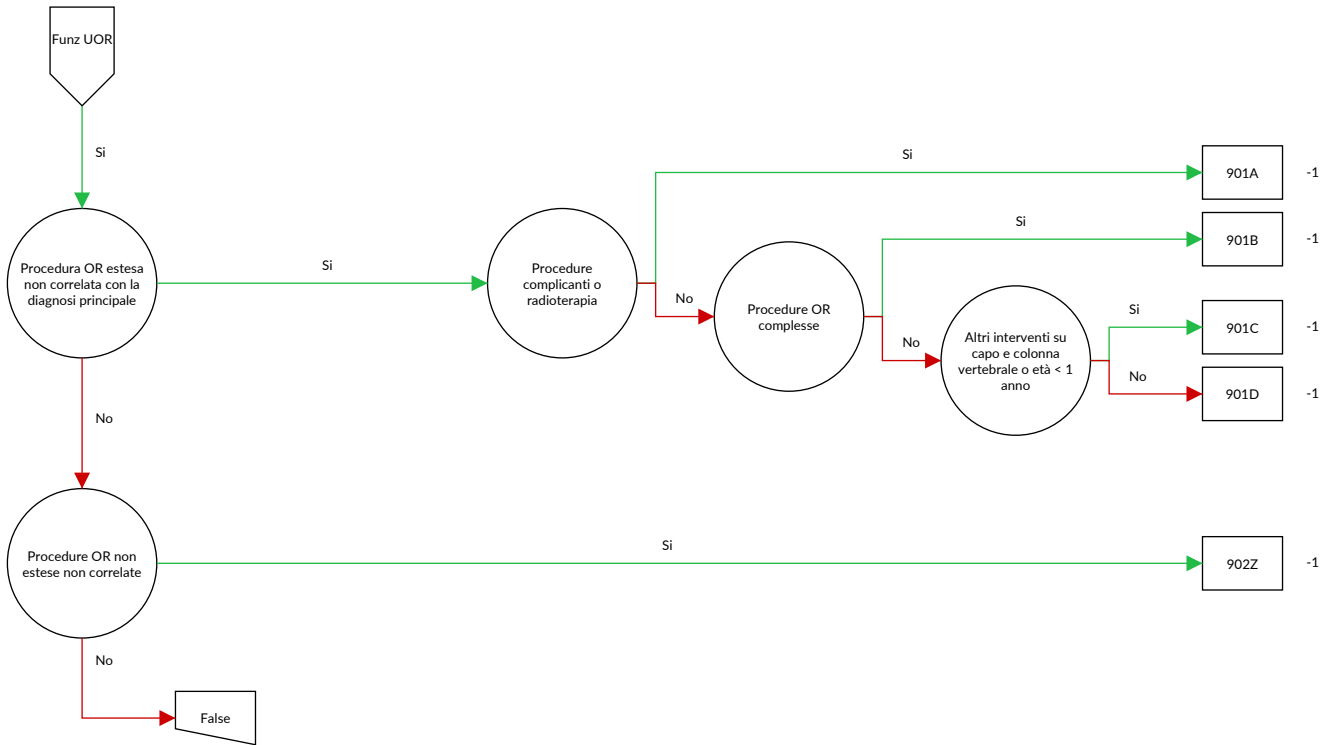 Funz UOR
Si
Procedura OR estesa
non correlata con la
diagnosi principale
Si
Procedure
complicanti o
radioterapia
Si
901A
-1
No
Procedure OR
complesse
Si
901B
-1
No
Altri interventi su
capo e colonna
vertebrale o età < 1
anno
Si
901C
-1
No
901D
-1
No
Procedure OR non
estese non correlate
Si
902Z
-1
No
False